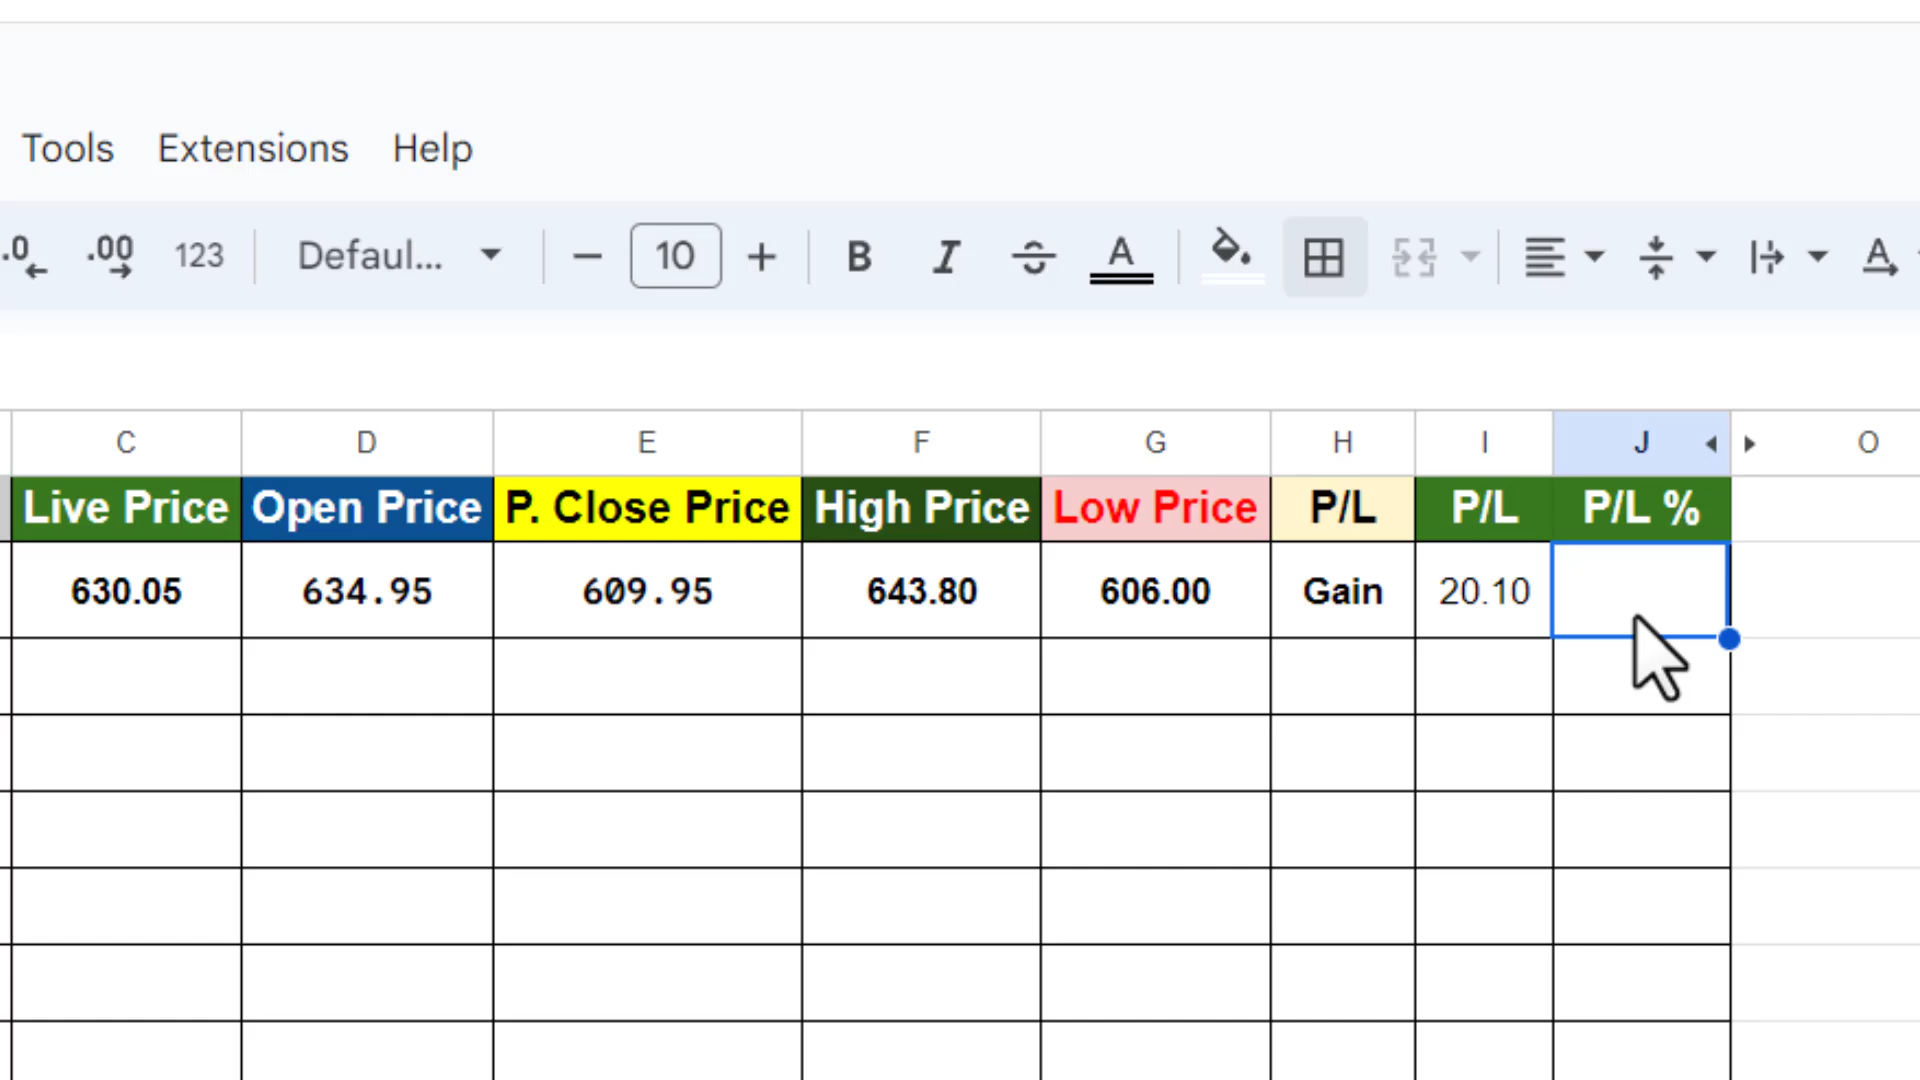 Tools Extensions Help
.0 .00 123 Defaul... 10 B I S A A
C D E F G H I J O
Live Price Open Price P. Close Price High Price Low Price P/L P/L P/L %
630.05 634.95 609.95 643.80 606.00 Gain 20.10